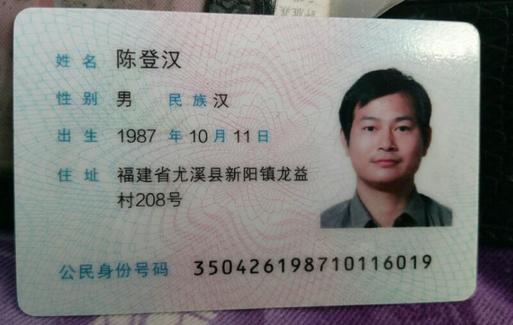 姓名 陈登汉
性别 男 民族 汉
出生 1987 年 10 月 11 日
住址 福建省尤溪县新阳镇龙益
村208号
公民身份号码 350426198710116019